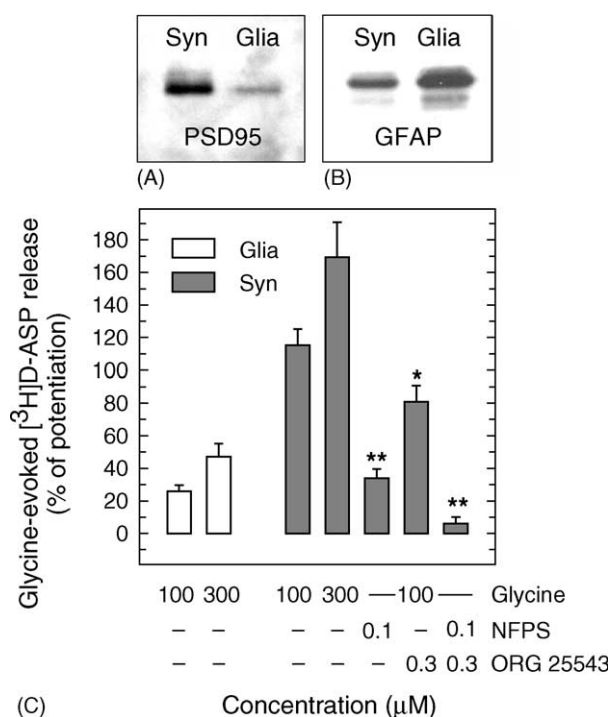 Syn Glia
PSD95
(A)
Syn Glia
GFAP
(B)
Glycine-evoked [³H]D-ASP release
(% of potentiation)
180
160
140
120
100
80
60
40
20
0
Glia
Syn
**
*
**
100 300 100 300 — 100 — Glycine
– – – – 0.1 – 0.1 NFPS
– – – – – 0.3 0.3 ORG 25543
(C) Concentration (μM)